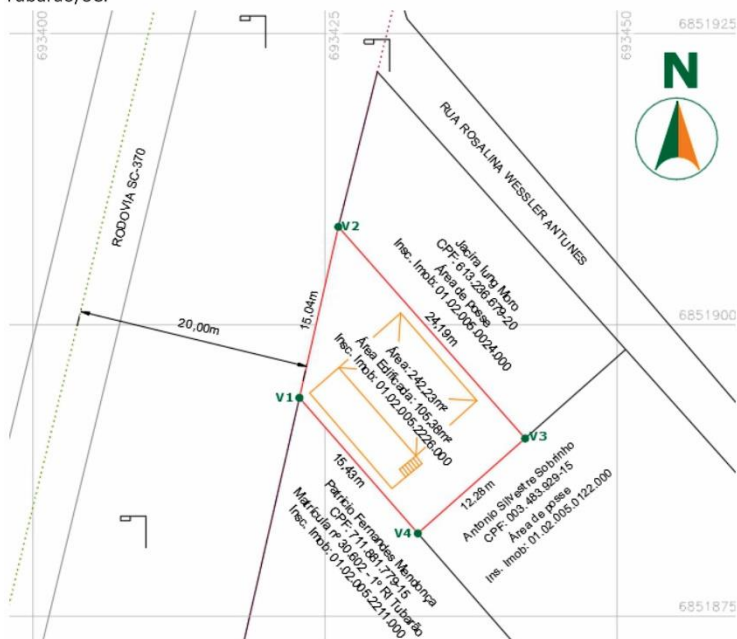 Tubarão/SC.
693400
693425
693450
6851925
N
RUA ROSALINA WESSLER ANTUNES
RODOVIA SC-370
V2
Jacira Iung Moro
CPF: 613.236.679-20
Área de posse
Insc. Imob: 01.02.005.0024.000
15,04m
24,19m
20,00m
6851900
Área: 242,23m²
Área Edificada: 105,38m²
Insc. Imob: 01.02.005.2226.000
V1
V3
15,43m
12,28m
Antonio Silvestre Sobrinho
CPF: 003.483.929-15
Área de posse
Ins. Imob: 01.02.005.0122.000
V4
Patricio Fernandes Mendonça
CPF: 711.881.779-15
Matrícula nº 30.602 - 1º RI Tubarão
Insc. Imob: 01.02.005.2211.000
6851875